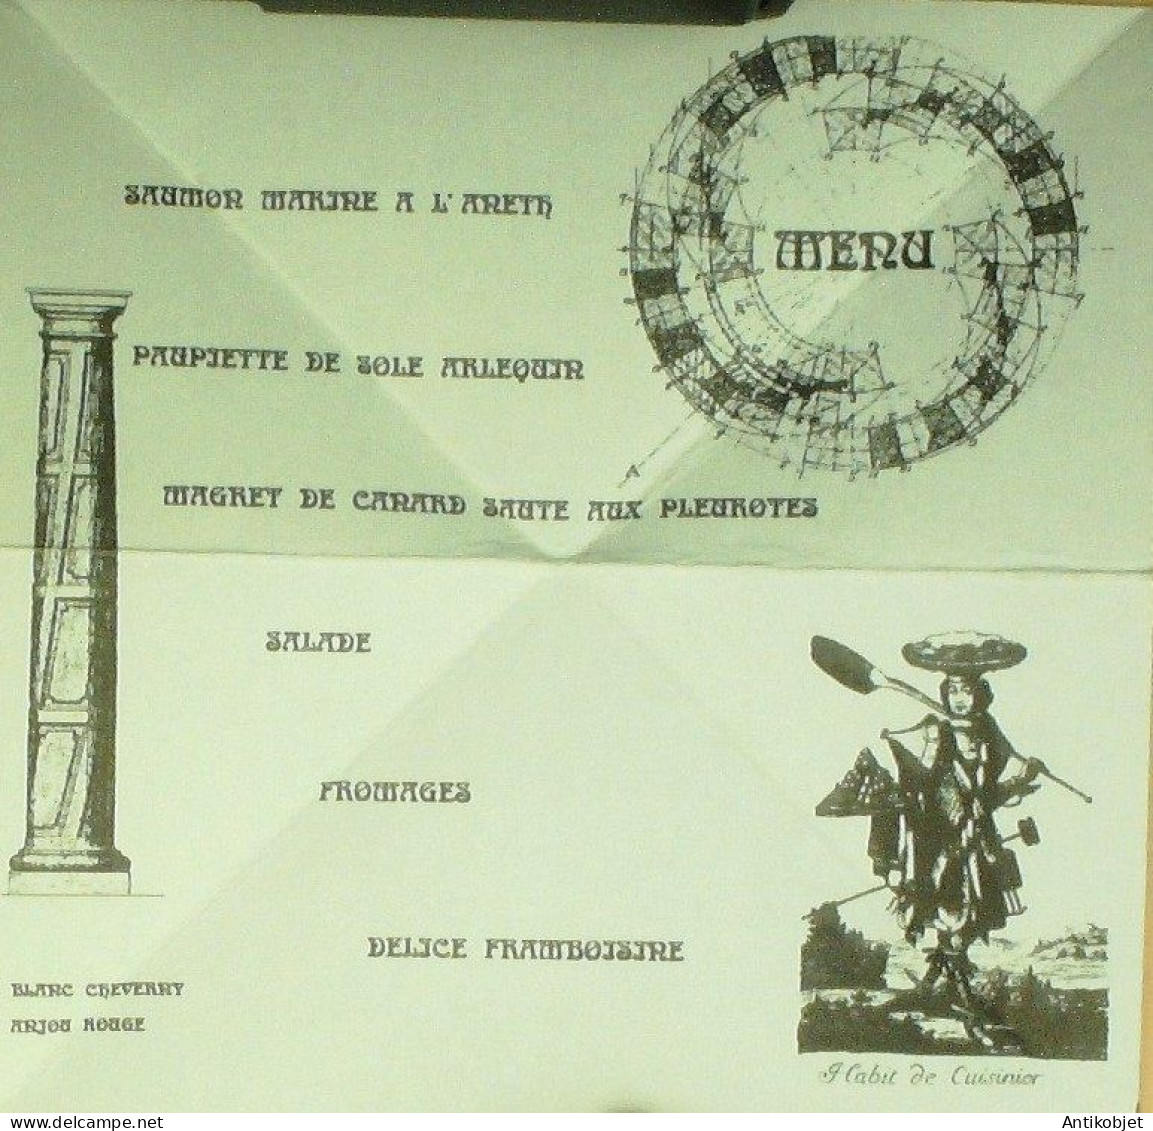 MENU
SAUMON MARINE A L'ANETH
PAUPIETTE DE SOLE ARLEQUIN
A
MAGRET DE CANARD SAUTE AUX PLEUROTES
SALADE
FROMAGES
DELICE FRAMBOISINE
BLANC CHEVERNY
ANJOU ROUGE
Habit de Cuisinier
Antikobjet